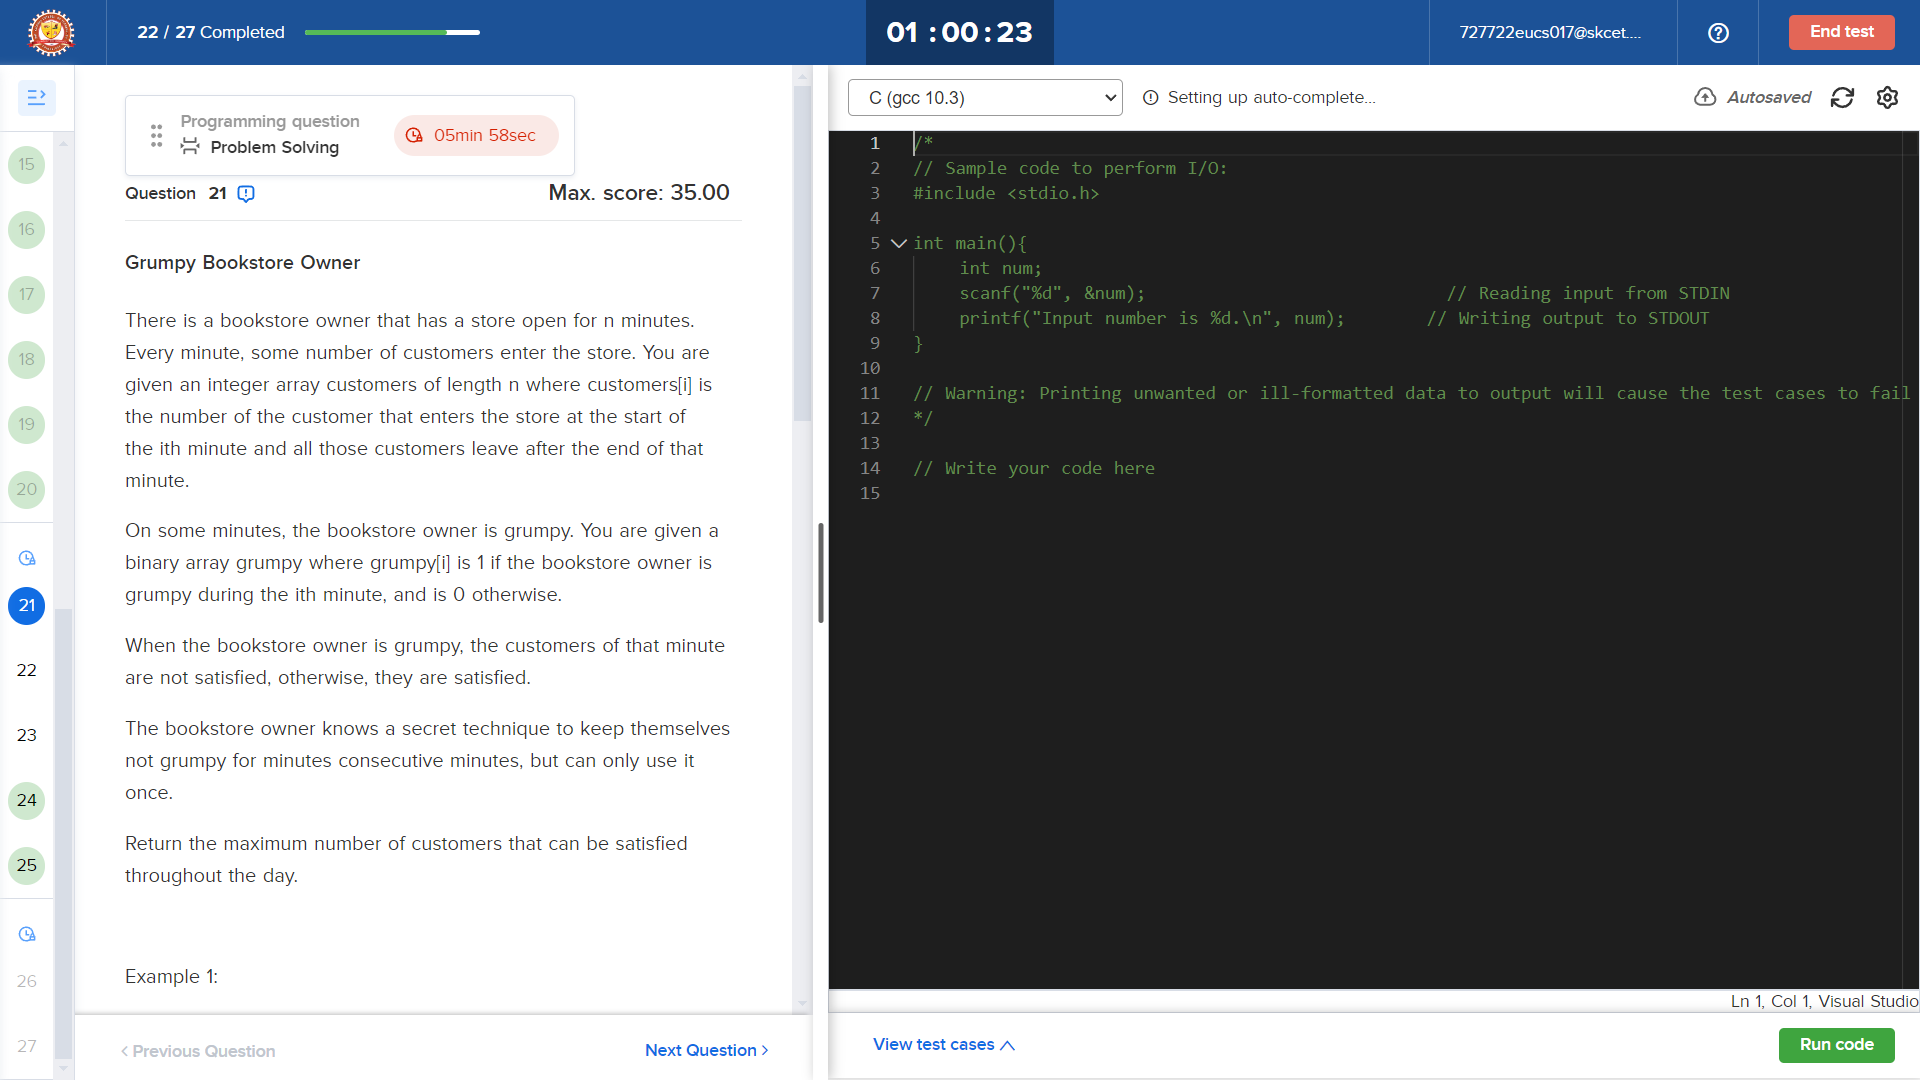 22 / 27 Completed
01 : 00 : 23
727722eucs017@skcet....
End test
Programming question
Problem Solving
05min 58sec
Question 21
Max. score: 35.00
Grumpy Bookstore Owner
There is a bookstore owner that has a store open for n minutes.
Every minute, some number of customers enter the store. You are
given an integer array customers of length n where customers[i] is
the number of the customer that enters the store at the start of
the ith minute and all those customers leave after the end of that
minute.
On some minutes, the bookstore owner is grumpy. You are given a
binary array grumpy where grumpy[i] is 1 if the bookstore owner is
grumpy during the ith minute, and is 0 otherwise.
When the bookstore owner is grumpy, the customers of that minute
are not satisfied, otherwise, they are satisfied.
The bookstore owner knows a secret technique to keep themselves
not grumpy for minutes consecutive minutes, but can only use it
once.
Return the maximum number of customers that can be satisfied
throughout the day.
Example 1:
< Previous Question
Next Question >
15
16
17
18
19
20
21
22
23
24
25
26
27
C (gcc 10.3)
Setting up auto-complete...
Autosaved
1 /*
2 // Sample code to perform I/O:
3 #include <stdio.h>
4
5 int main(){
6 int num;
7 scanf("%d", &num); // Reading input from STDIN
8 printf("Input number is %d.\n", num); // Writing output to STDOUT
9 }
10
11 // Warning: Printing unwanted or ill-formatted data to output will cause the test cases to fail
12 */
13
14 // Write your code here
15
Ln 1, Col 1, Visual Studio
View test cases
Run code